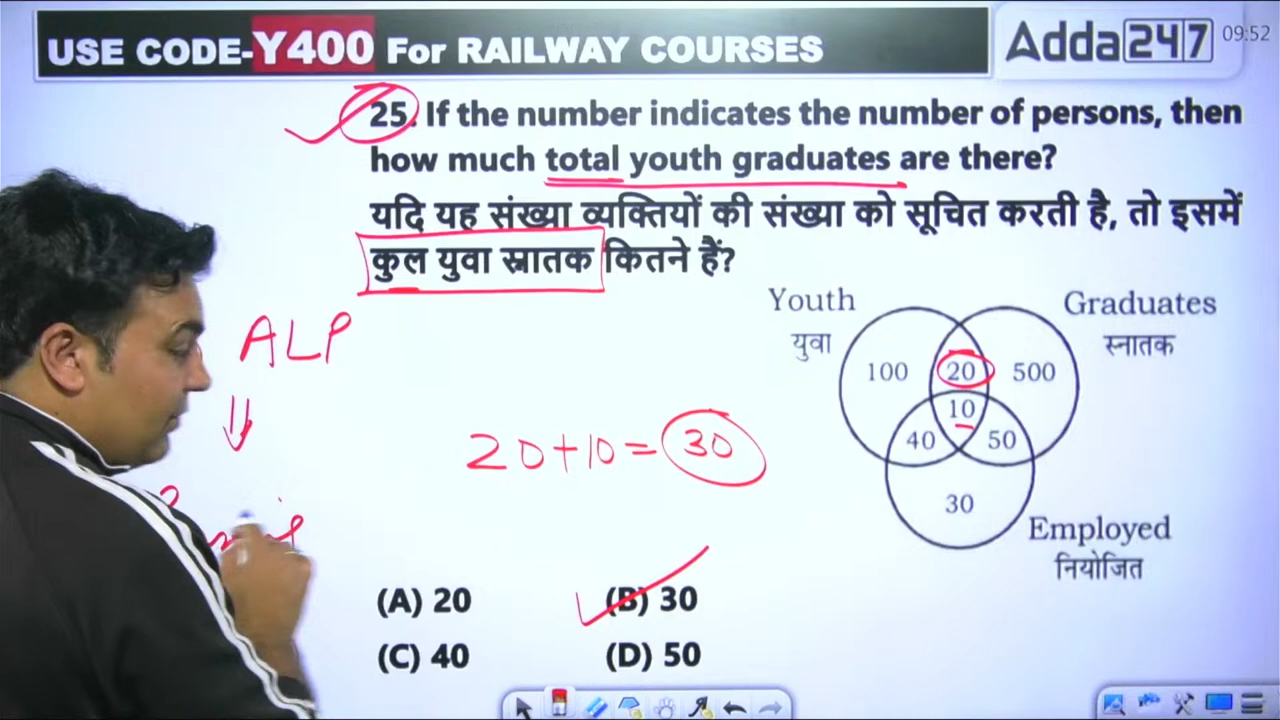 USE CODE-Y400 For RAILWAY COURSES
Adda247
09:52
25. If the number indicates the number of persons, then
how much total youth graduates are there?
यदि यह संख्या व्यक्तियों की संख्या को सूचित करती है, तो इसमें
कुल युवा स्नातक कितने हैं?
Youth
युवा
Graduates
स्नातक
100
20
500
10
40
50
30
Employed
नियोजित
ALP
20+10=30
(A) 20
(B) 30
(C) 40
(D) 50